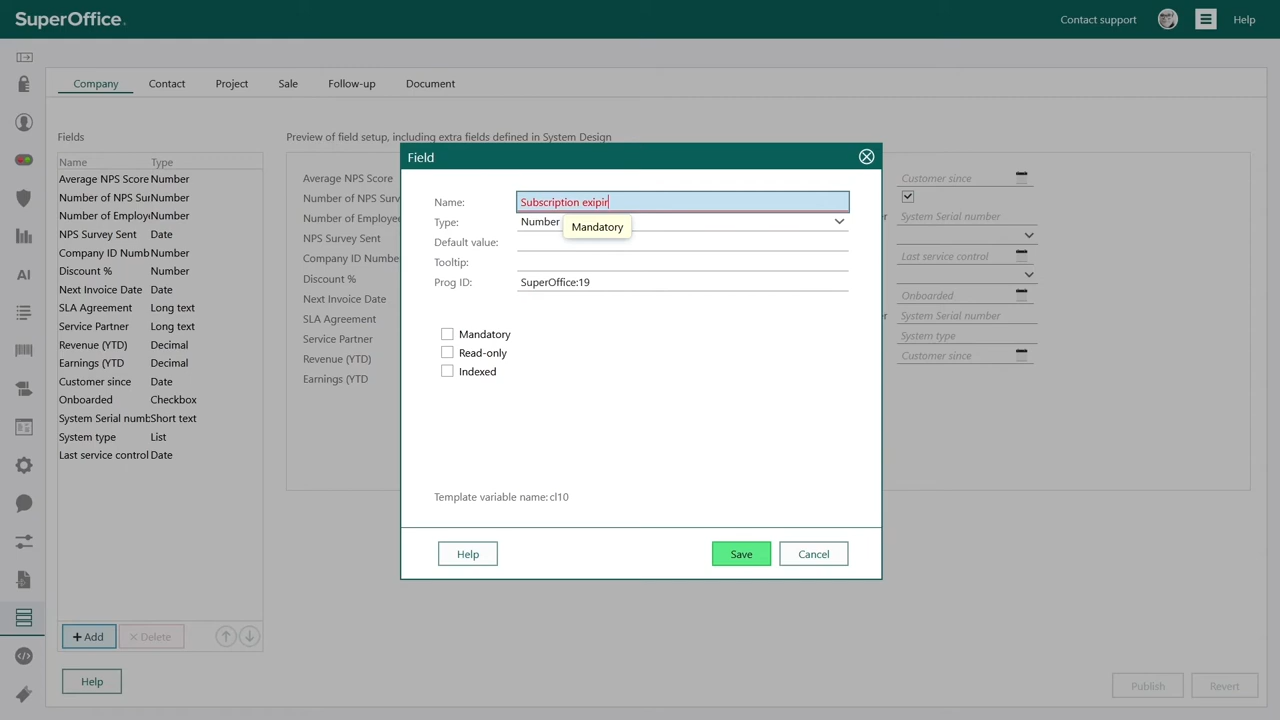 SuperOffice
Contact support
Help
Company
Contact
Project
Sale
Follow-up
Document
Fields
Preview of field setup, including extra fields defined in System Design
Name Type
Average NPS Score Number
Number of NPS Sur Number
Number of Employe Number
NPS Survey Sent Date
Company ID Numb Number
Discount % Number
Next Invoice Date Date
SLA Agreement Long text
Service Partner Long text
Revenue (YTD) Decimal
Earnings (YTD Decimal
Customer since Date
Onboarded Checkbox
System Serial numb Short text
System type List
Last service control Date
+ Add
× Delete
Help
Average NPS Score
Number of NPS Surv
Number of Employee
NPS Survey Sent
Company ID Numbe
Discount %
Next Invoice Date
SLA Agreement
Service Partner
Revenue (YTD)
Earnings (YTD
Field
Name: Subscription exipir
Type: Number
Mandatory
Default value:
Tooltip:
Prog ID: SuperOffice:19
Mandatory
Read-only
Indexed
Template variable name: cl10
Help
Save
Cancel
Customer since
System Serial number
Last service control
Onboarded
System Serial number
System type
Customer since
Publish
Revert
AI